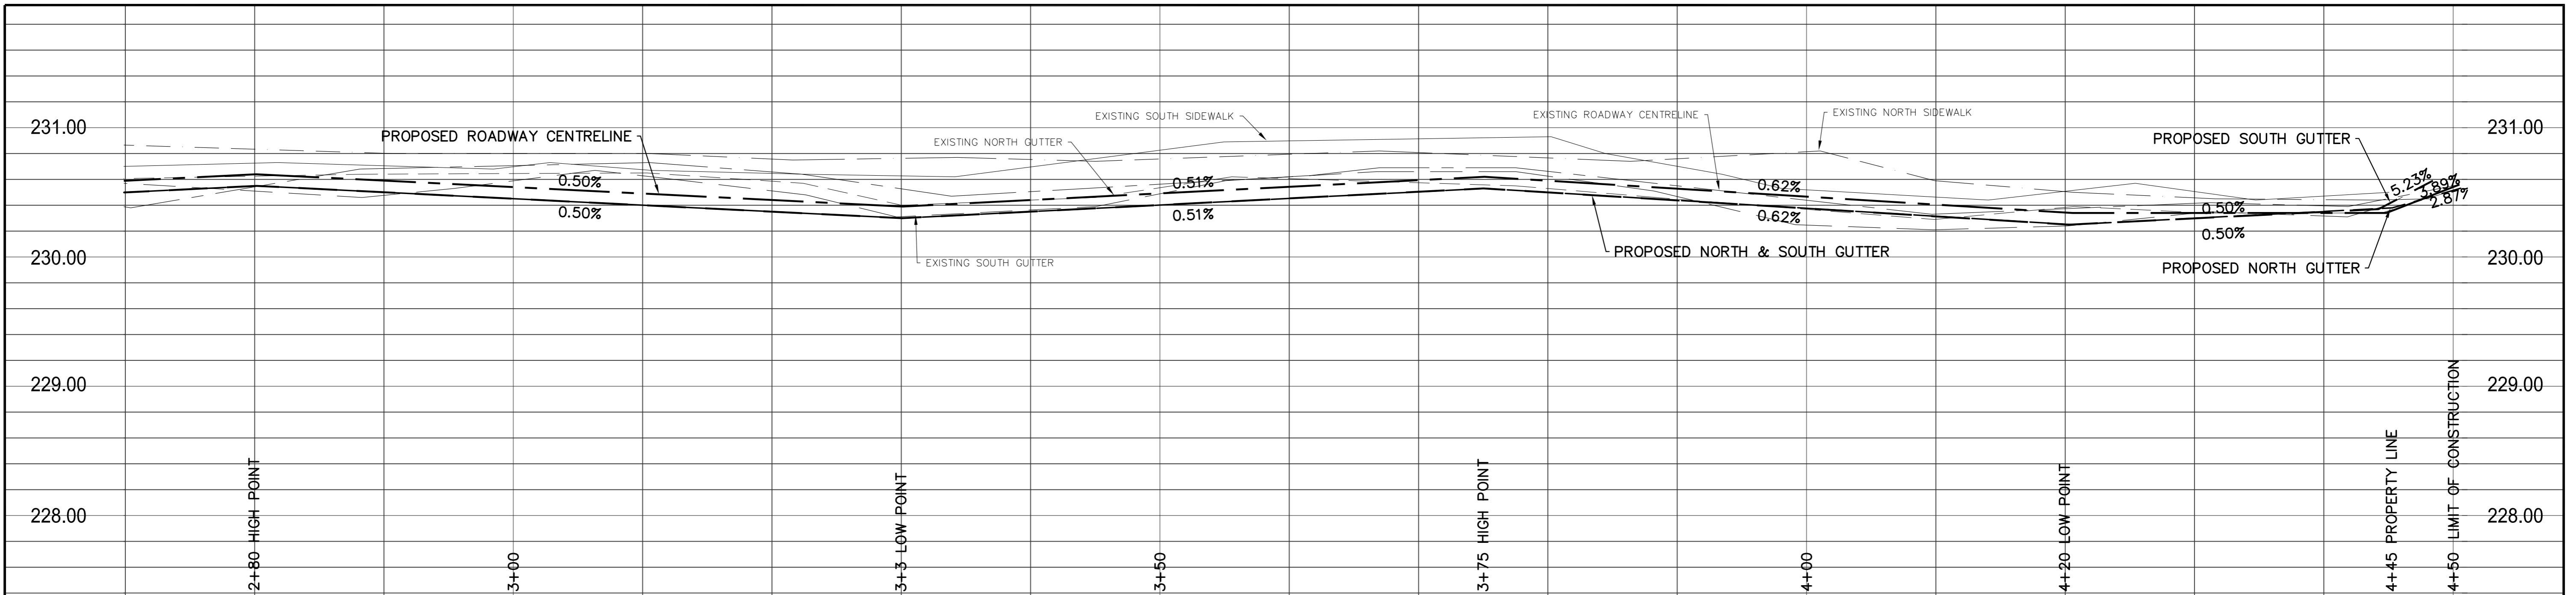 EXISTING SOUTH SIDEWALK
EXISTING ROADWAY CENTRELINE
EXISTING NORTH SIDEWALK
231.00
PROPOSED ROADWAY CENTRELINE
EXISTING NORTH GUTTER
PROPOSED SOUTH GUTTER
231.00
0.50%
0.51%
0.62%
0.50%
5.23%
3.89%
2.87%
0.50%
0.51%
0.62%
0.50%
230.00
EXISTING SOUTH GUTTER
PROPOSED NORTH & SOUTH GUTTER
PROPOSED NORTH GUTTER
230.00
229.00
229.00
228.00
228.00
2+80 HIGH POINT
3+00
3+3 LOW POINT
3+50
3+75 HIGH POINT
4+00
4+20 LOW POINT
4+45 PROPERTY LINE
4+50 LIMIT OF CONSTRUCTION